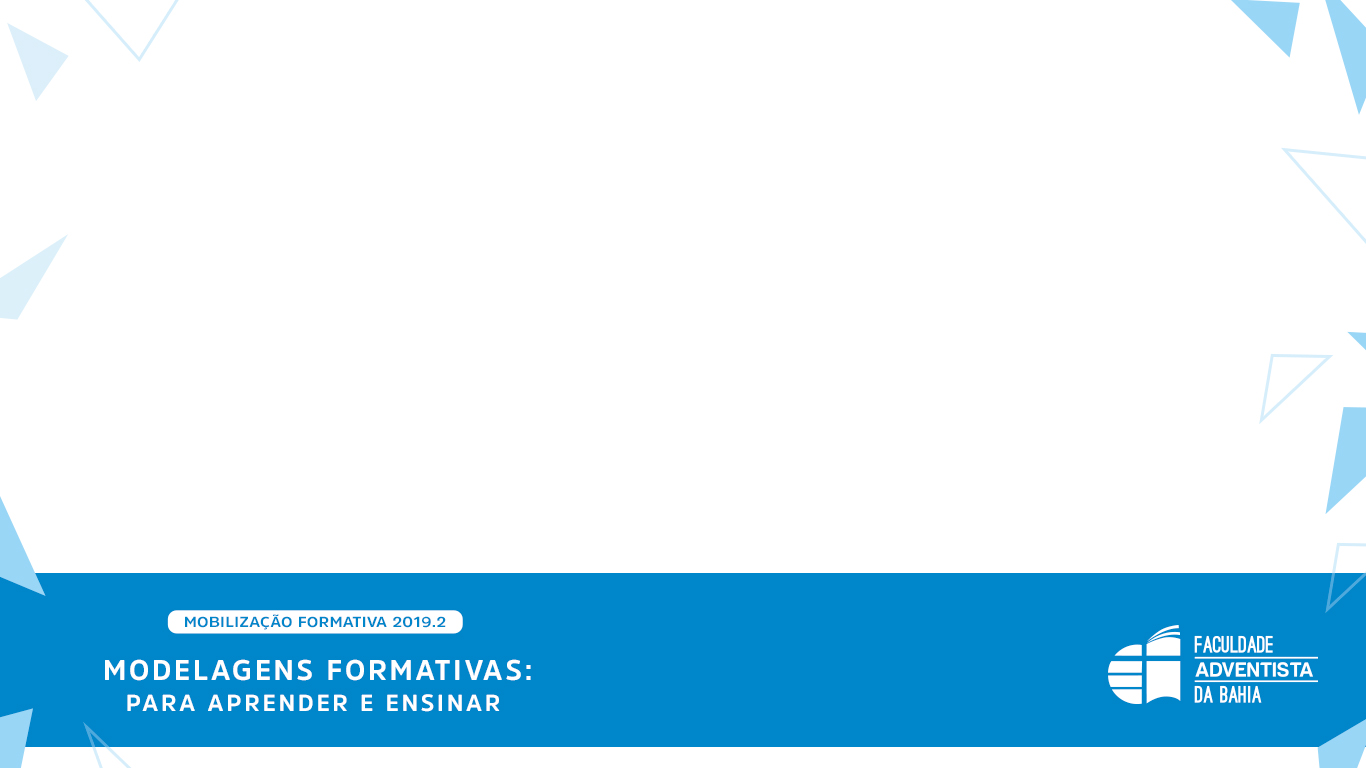 MOBILIZAÇÃO FORMATIVA 2019.2
MODELAGENS FORMATIVAS:
PARA APRENDER E ENSINAR
FACULDADE
ADVENTISTA
DA BAHIA